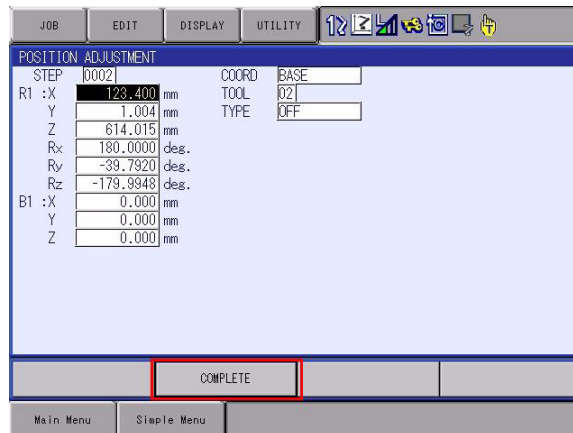 JOB EDIT DISPLAY UTILITY
POSITION ADJUSTMENT
STEP 0002 COORD BASE
R1 :X 123.400 mm TOOL 02
Y 1.004 mm TYPE OFF
Z 614.015 mm
Rx 180.0000 deg.
Ry -39.7920 deg.
Rz -179.9948 deg.
B1 :X 0.000 mm
Y 0.000 mm
Z 0.000 mm
COMPLETE
Main Menu Simple Menu